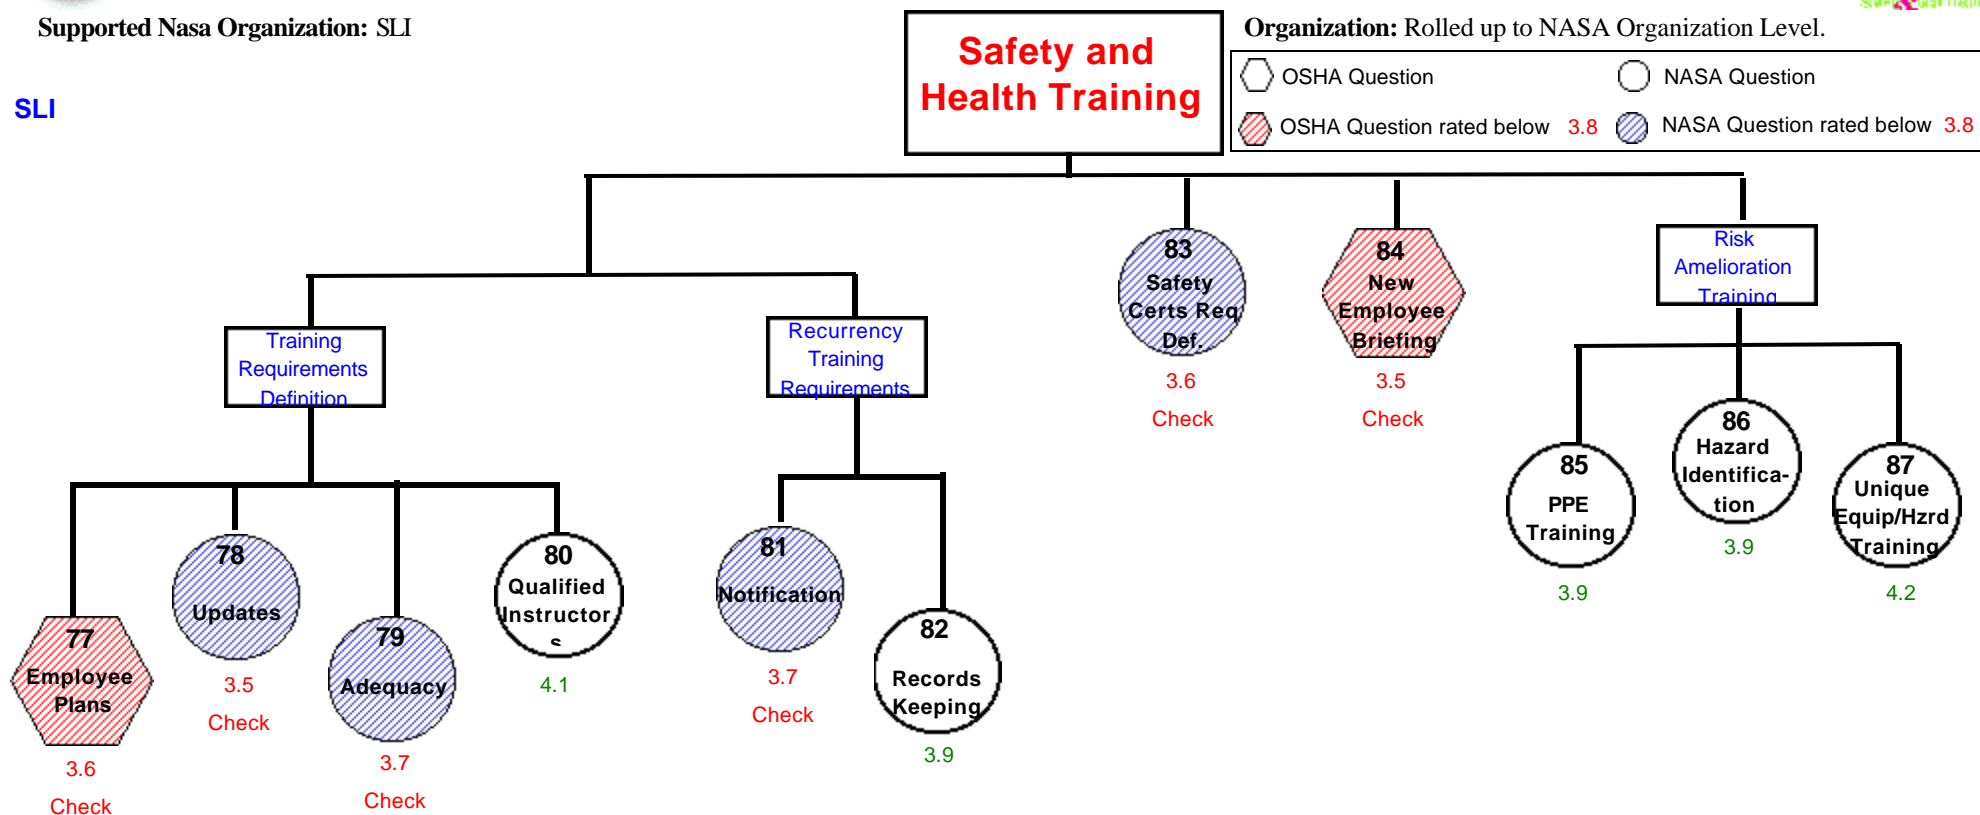 Supported Nasa Organization: SLI
Organization: Rolled up to NASA Organization Level.
SLI
Safety and
Health Training
OSHA Question
NASA Question
OSHA Question rated below 3.8
NASA Question rated below 3.8
Training
Requirements
Definition
Recurrency
Training
Requirements
83
Safety
Certs Req
Def.
3.6
Check
84
New
Employee
Briefing
3.5
Check
Risk
Amelioration
Training
77
Employee
Plans
3.6
Check
78
Updates
3.5
Check
79
Adequacy
3.7
Check
80
Qualified
Instructor
s
4.1
81
Notification
3.7
Check
82
Records
Keeping
3.9
85
PPE
Training
3.9
86
Hazard
Identifica-
tion
3.9
87
Unique
Equip/Hzrd
Training
4.2